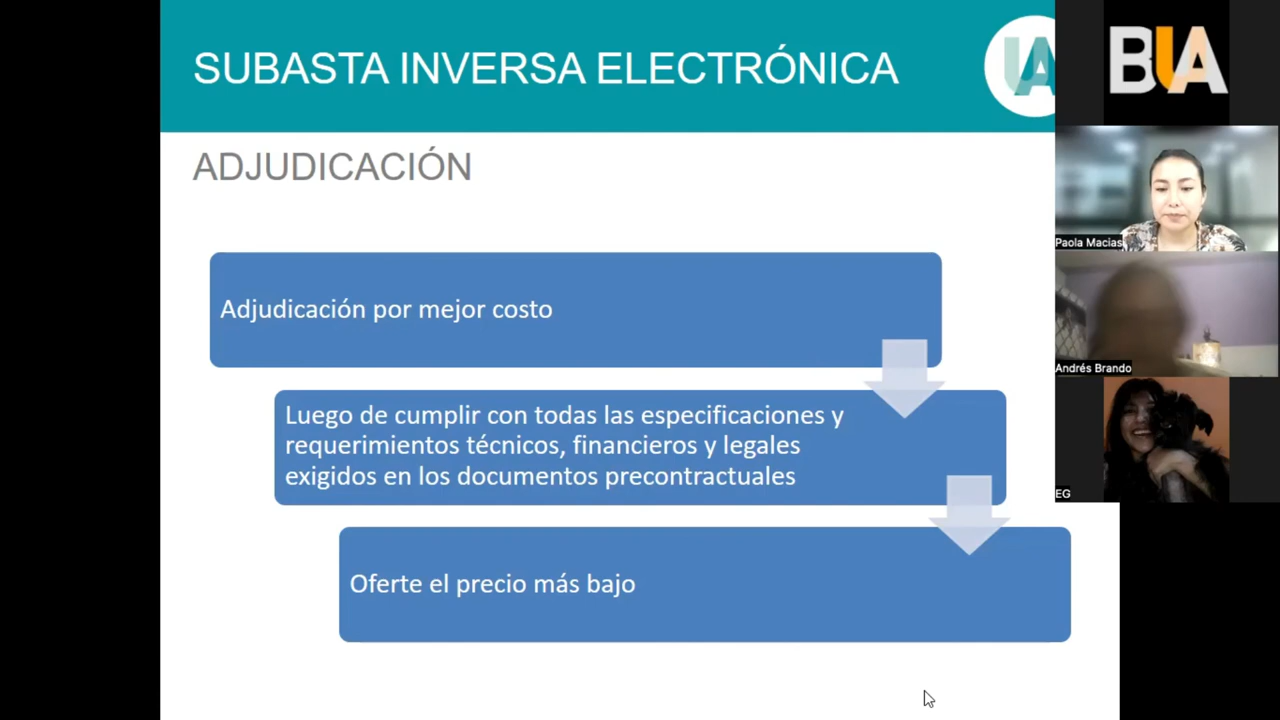 SUBASTA INVERSA ELECTRÓNICA
UA
BUA
ADJUDICACIÓN
Paola Macias
Adjudicación por mejor costo
Andrés Brando
Luego de cumplir con todas las especificaciones y
requerimientos técnicos, financieros y legales
exigidos en los documentos precontractuales
EG
Oferte el precio más bajo